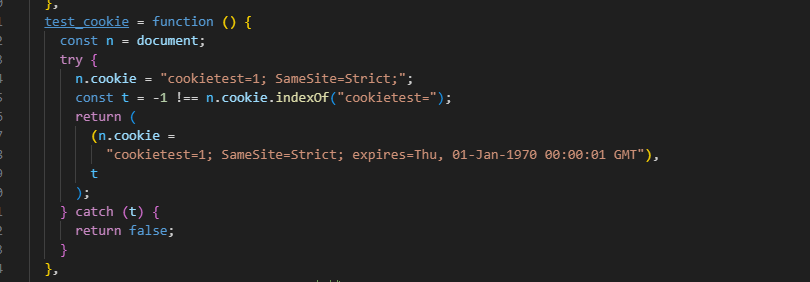 },
test_cookie = function () {
const n = document;
try {
n.cookie = "cookietest=1; SameSite=Strict;";
const t = -1 !== n.cookie.indexOf("cookietest=");
return (
(n.cookie =
"cookietest=1; SameSite=Strict; expires=Thu, 01-Jan-1970 00:00:01 GMT"),
t
);
} catch (t) {
return false;
}
},